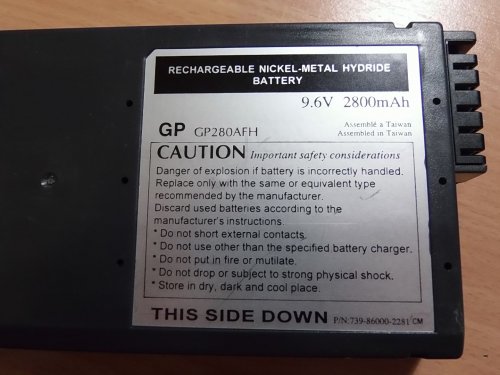 RECHARGEABLE NICKEL-METAL HYDRIDE
BATTERY
9.6V 2800mAh
Assemblé a Taiwan
Assembled in Taiwan
GP GP280AFH
CAUTION Important safety considerations
Danger of explosion if battery is incorrectly handled.
Replace only with the same or equivalent type
recommended by the manufacturer.
Discard used batteries according to the
manufacturer's instructions.
* Do not short external contacts.
* Do not use other than the specified battery charger.
* Do not put in fire or mutilate.
* Do not drop or subject to strong physical shock.
* Store in dry, dark and cool place.
THIS SIDE DOWN P/N:739-86000-2281/CM